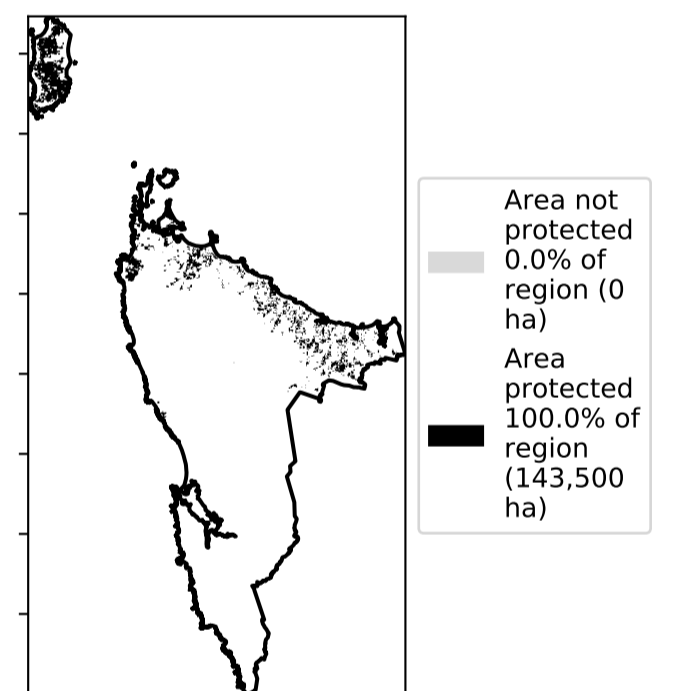 Area not
protected
0.0% of
region (0
ha)
Area
protected
100.0% of
region
(143,500
ha)